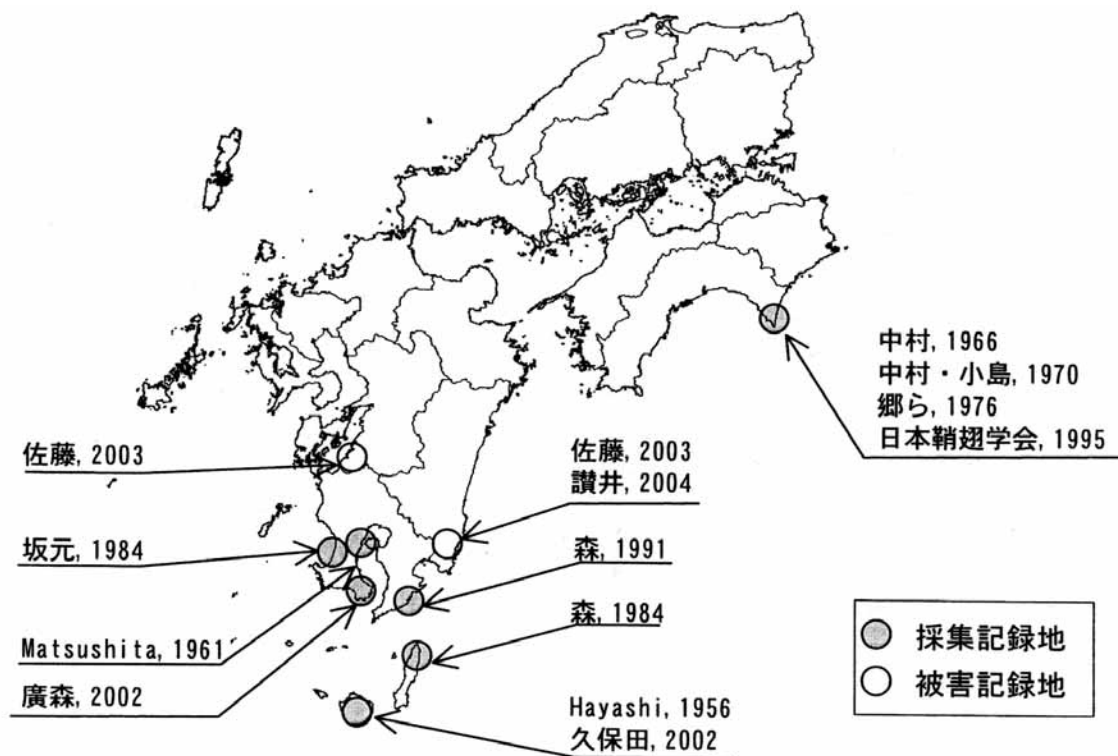 中村, 1966
中村・小島, 1970
郷ら, 1976
日本鞘翅学会, 1995
佐藤, 2003
佐藤, 2003
讃井, 2004
坂元, 1984
森, 1991
森, 1984
Matsushita, 1961
廣森, 2002
Hayashi, 1956
久保田, 2002
採集記録地
被害記録地